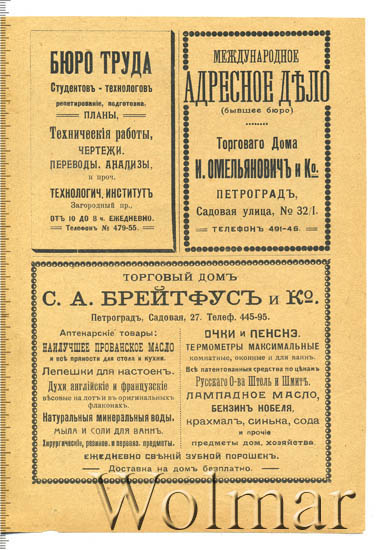 БЮРО ТРУДА
Студентовъ - технологовъ
репетированіе, подготовка.
ПЛАНЫ,
Техническія работы,
ЧЕРТЕЖИ.
ПЕРЕВОДЫ, АНАЛИЗЫ,
и проч.
ТЕХНОЛОГИЧ. ИНСТИТУТЪ
Загородный пр.,
ОТЪ 10 ДО 8 ч. ЕЖЕДНЕВНО.
Телефонъ № 479-55.
МЕЖДУНАРОДНОЕ
АДРЕСНОЕ ДѢЛО
(бывшее бюро)
Торговаго Дома
И. ОМЕЛЬЯНОВИЧЪ и Ко.
ПЕТРОГРАДЪ,
Садовая улица, № 32/1.
ТЕЛЕФОНЪ 491-46.
ТОРГОВЫЙ ДОМЪ
С. А. БРЕЙТФУСЪ и Ко.
Петроградъ, Садовая, 27. Телеф. 445-95.
Аптекарскіе товары:
НАИЛУЧШЕЕ ПРОВАНСКОЕ МАСЛО
и всѣ пряности для стола и кухни.
Лепешки для настоекъ.
Духи англійскіе и французскіе
вѣсовые на лотъ и въ оригинальныхъ
флаконахъ.
Натуральныя минеральныя воды.
МЫЛА И СОЛИ ДЛЯ ВАННЪ.
Хирургическіе, резинов. и перевяз. предметы.
ОЧКИ и ПЕНСНЭ.
ТЕРМОМЕТРЫ МАКСИМАЛЬНЫЕ
комнатные, оконные и для ваннъ.
Всѣ патентованныя средства по цѣнамъ
Русскаго О-ва Штоль и Шмитъ.
ЛАМПАДНОЕ МАСЛО,
БЕНЗИНЪ НОБЕЛЯ,
крахмалъ, синька, сода
и прочіе
предметы дом. хозяйства.
ЕЖЕДНЕВНО СВѢЖІЙ ЗУБНОЙ ПОРОШЕКЪ.
Доставка на домъ безплатно.
Wolmar